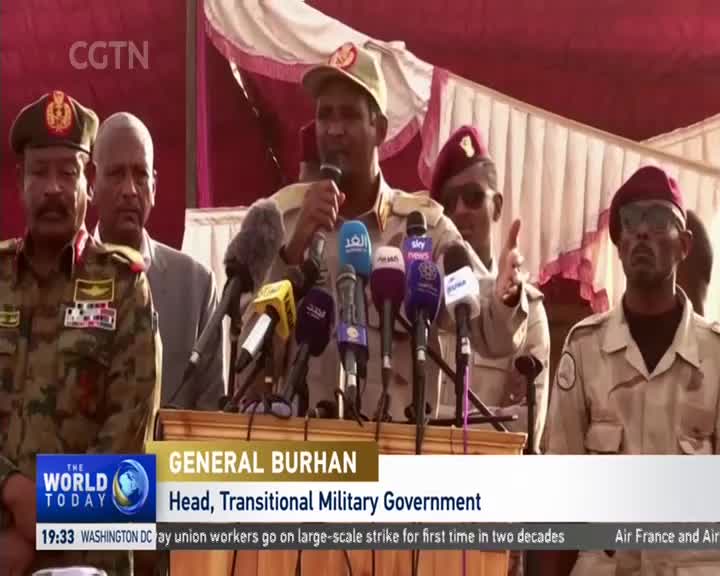 CGTN
الغد
sky
news
GENERAL BURHAN
THE
WORLD
TODAY
Head, Transitional Military Government
19:33 WASHINGTON DC
ay union workers go on large-scale strike for first time in two decades
Air France and Air